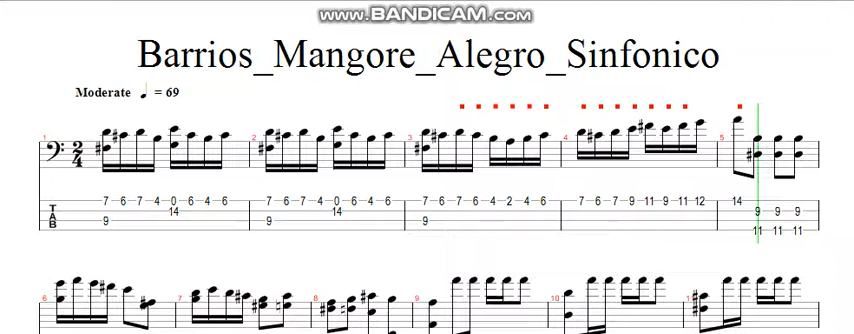 www.BANDICAM.com
Barrios_Mangore_Alegro_Sinfonico
Moderate = 69
1 2 3 4 5
2 4
T 7 6 7 4 0 6 4 6 7 6 7 4 0 6 4 6 7 6 7 6 4 2 4 6 7 6 7 9 11 9 11 12 14
A 14 14 9 9 9
B 9 9 9
11 11 11
6 7 8 9 10 1